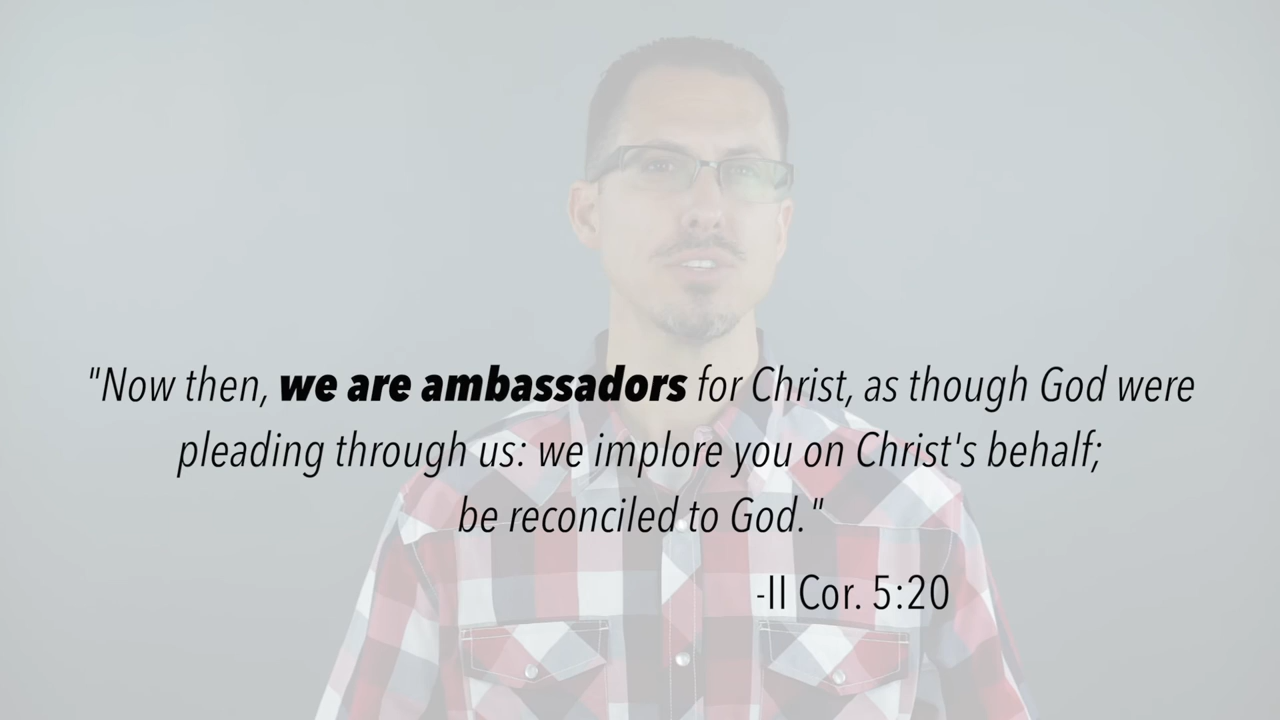 "Now then, we are ambassadors for Christ, as though God were
pleading through us: we implore you on Christ's behalf;
be reconciled to God."
-II Cor. 5:20